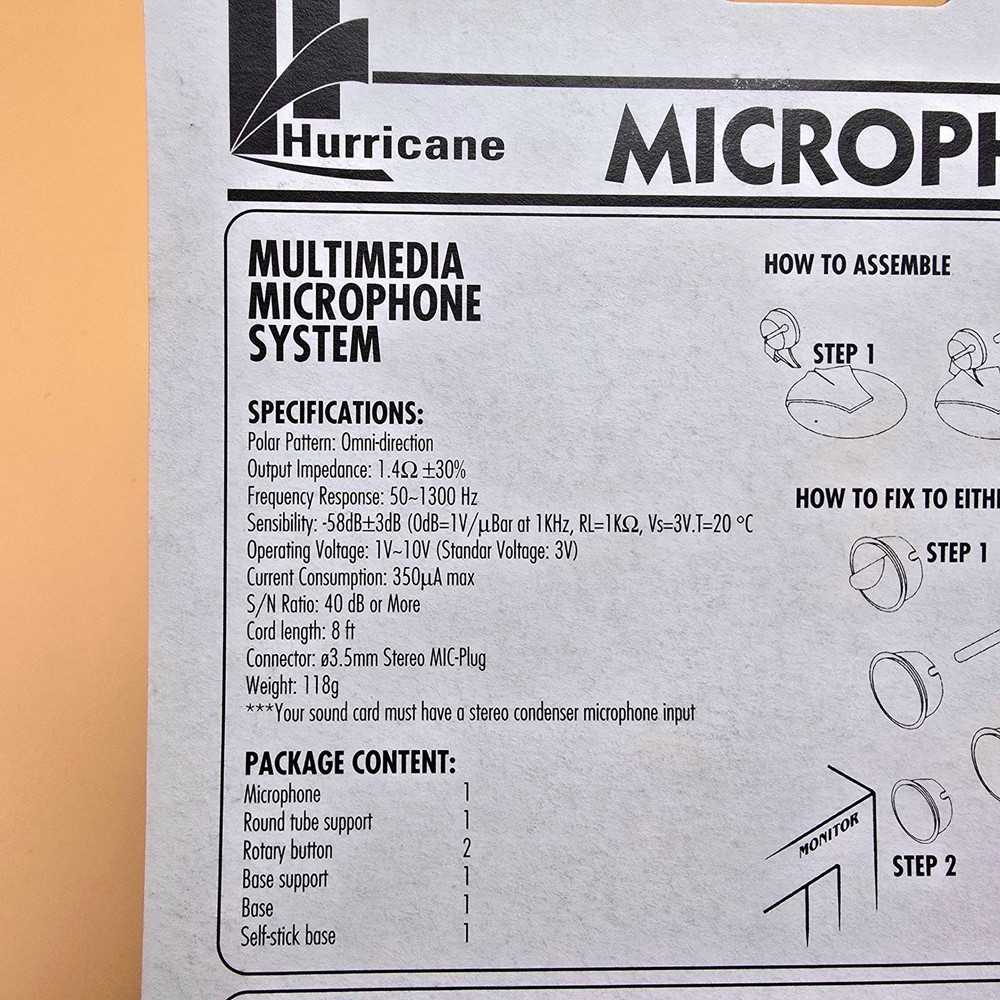 Hurricane
MICROPH
MULTIMEDIA
MICROPHONE
SYSTEM
SPECIFICATIONS:
Polar Pattern: Omni-direction
Output Impedance: 1.4Ω ±30%
Frequency Response: 50~1300 Hz
Sensibility: -58dB±3dB (0dB=1V/µBar at 1KHz, RL=1KΩ, Vs=3V.T=20 °C
Operating Voltage: 1V~10V (Standar Voltage: 3V)
Current Consumption: 350µA max
S/N Ratio: 40 dB or More
Cord length: 8 ft
Connector: ø3.5mm Stereo MIC-Plug
Weight: 118g
***Your sound card must have a stereo condenser microphone input
PACKAGE CONTENT:
Microphone 1
Round tube support 1
Rotary button 2
Base support 1
Base 1
Self-stick base 1
HOW TO ASSEMBLE
STEP 1
HOW TO FIX TO EITH
STEP 1
MONITOR
STEP 2